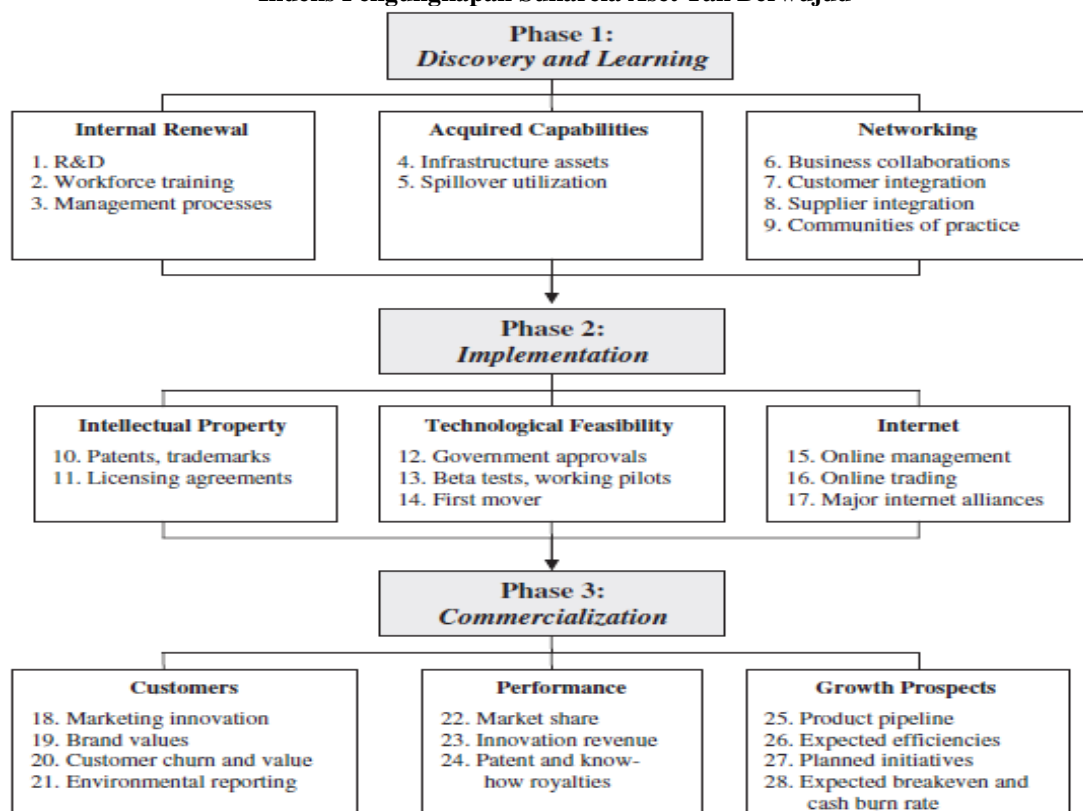 Indeks Pengungkapan Sukarela Aset Tak Berwujud
Phase 1:
Discovery and Learning
Internal Renewal
1. R&D
2. Workforce training
3. Management processes
Acquired Capabilities
4. Infrastructure assets
5. Spillover utilization
Networking
6. Business collaborations
7. Customer integration
8. Supplier integration
9. Communities of practice
Phase 2:
Implementation
Intellectual Property
10. Patents, trademarks
11. Licensing agreements
Technological Feasibility
12. Government approvals
13. Beta tests, working pilots
14. First mover
Internet
15. Online management
16. Online trading
17. Major internet alliances
Phase 3:
Commercialization
Customers
18. Marketing innovation
19. Brand values
20. Customer churn and value
21. Environmental reporting
Performance
22. Market share
23. Innovation revenue
24. Patent and know-
how royalties
Growth Prospects
25. Product pipeline
26. Expected efficiencies
27. Planned initiatives
28. Expected breakeven and
cash burn rate